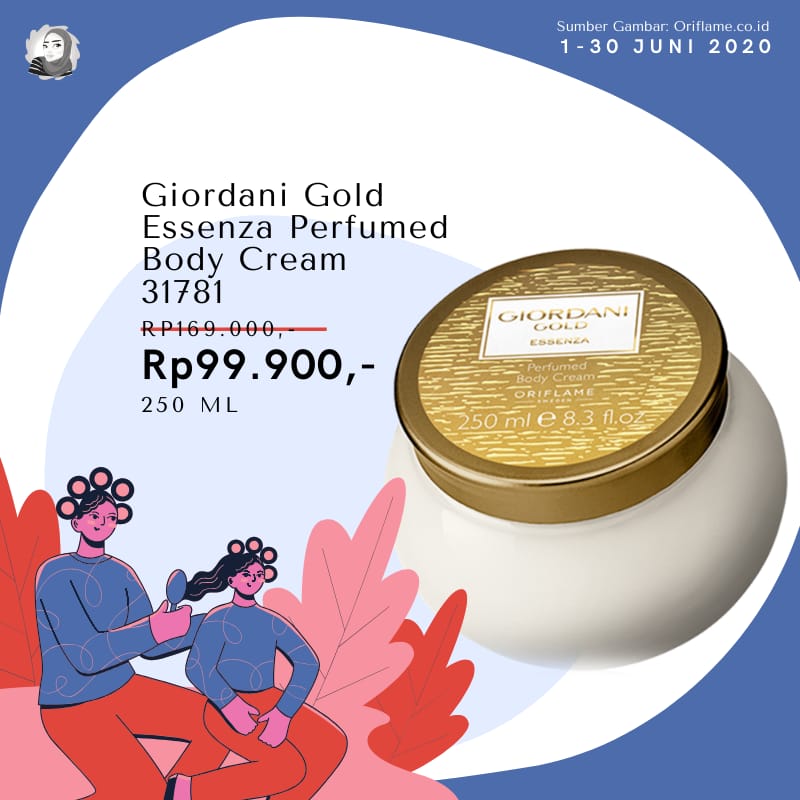 Sumber Gambar: Oriflame.co.id
1-30 JUNI 2020
Giordani Gold
Essenza Perfumed
Body Cream
31781
RP169.000,-
Rp99.900,-
250 ML
GIORDANI
GOLD
ESSENZA
Perfumed
Body Cream
ORIFLAME
SWEDEN
250 ml e 8.3 fl.oz